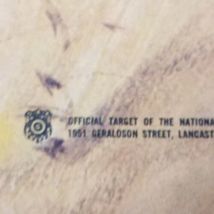 OFFICIAL TARGET OF THE NATIONA
1951 GERALDSON STREET, LANCAST